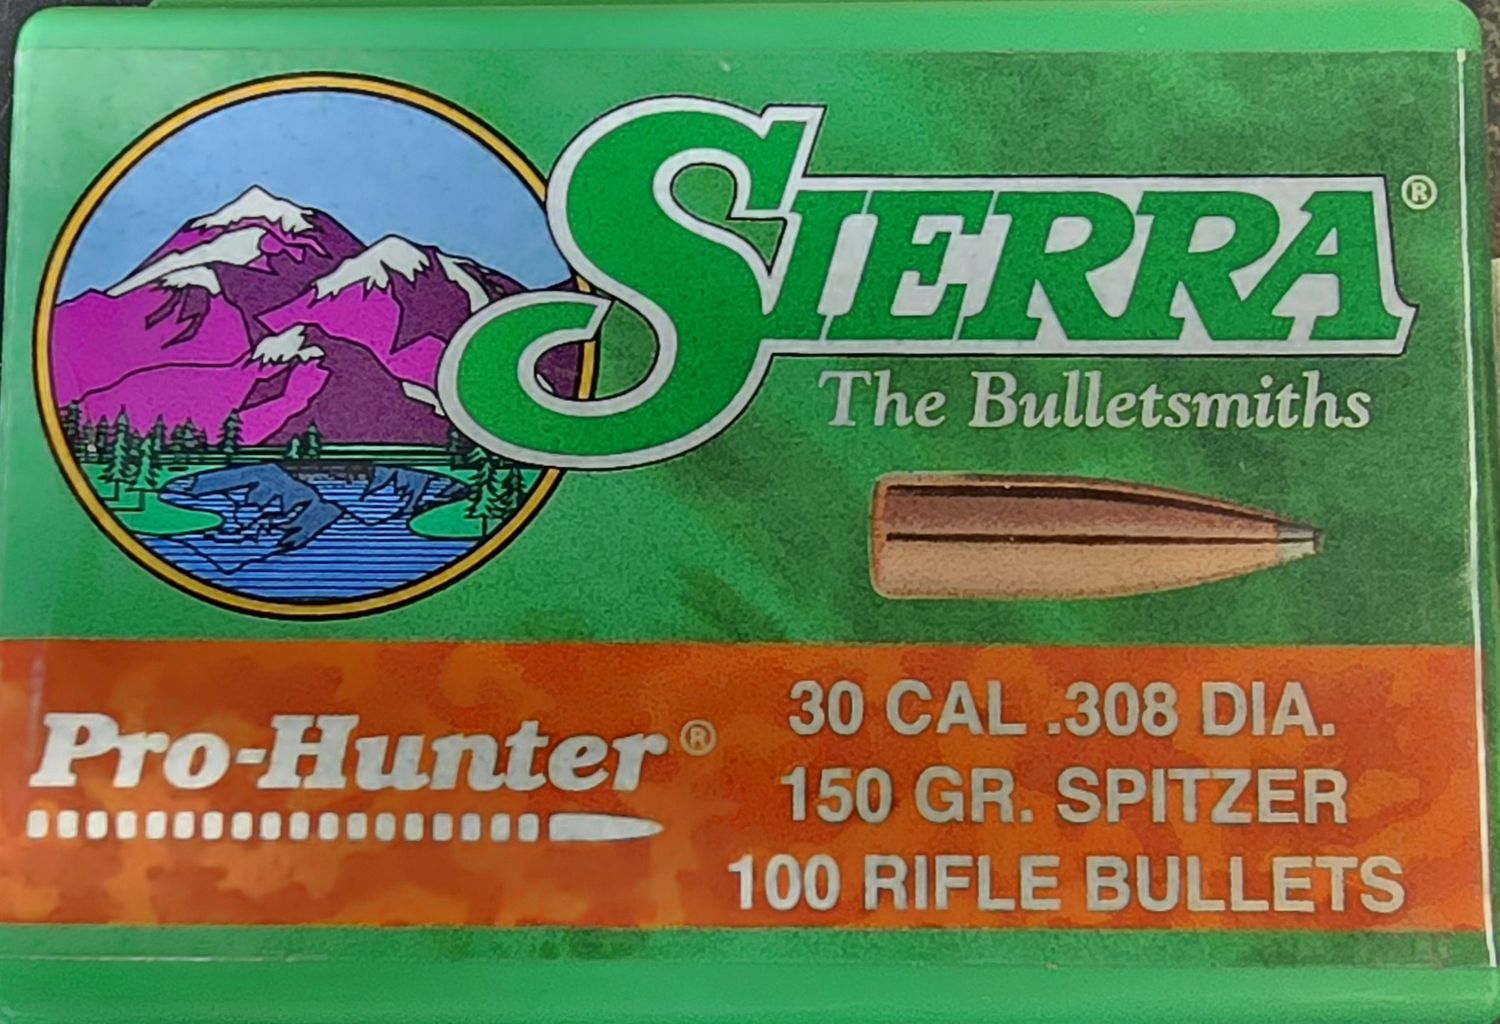 SIERRA®
The Bulletsmiths
Pro-Hunter®
30 CAL .308 DIA.
150 GR. SPITZER
100 RIFLE BULLETS